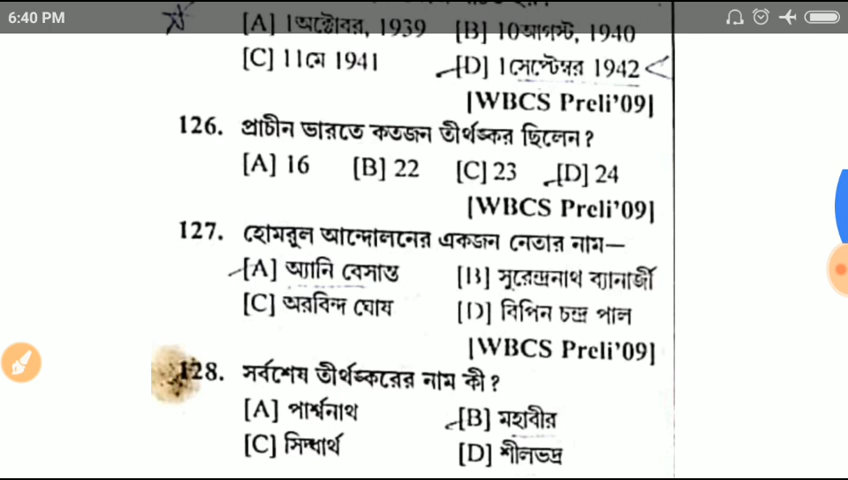 6:40 PM
[A] 1অক্টোবর, 1939 [B] 10আগস্ট, 1940
[C] 11মে 1941 [D] 1সেপ্টেম্বর 1942
[WBCS Preli'09]
126. প্রাচীন ভারতে কতজন তীর্থঙ্কর ছিলেন?
[A] 16 [B] 22 [C] 23 [D] 24
[WBCS Preli'09]
127. হোমরুল আন্দোলনের একজন নেতার নাম—
[A] অ্যানি বেসান্ত [B] সুরেন্দ্রনাথ ব্যানার্জী
[C] অরবিন্দ ঘোষ [D] বিপিন চন্দ্র পাল
[WBCS Preli'09]
128. সর্বশেষ তীর্থঙ্করের নাম কী?
[A] পার্শ্বনাথ [B] মহাবীর
[C] সিদ্ধার্থ [D] শীলভদ্র